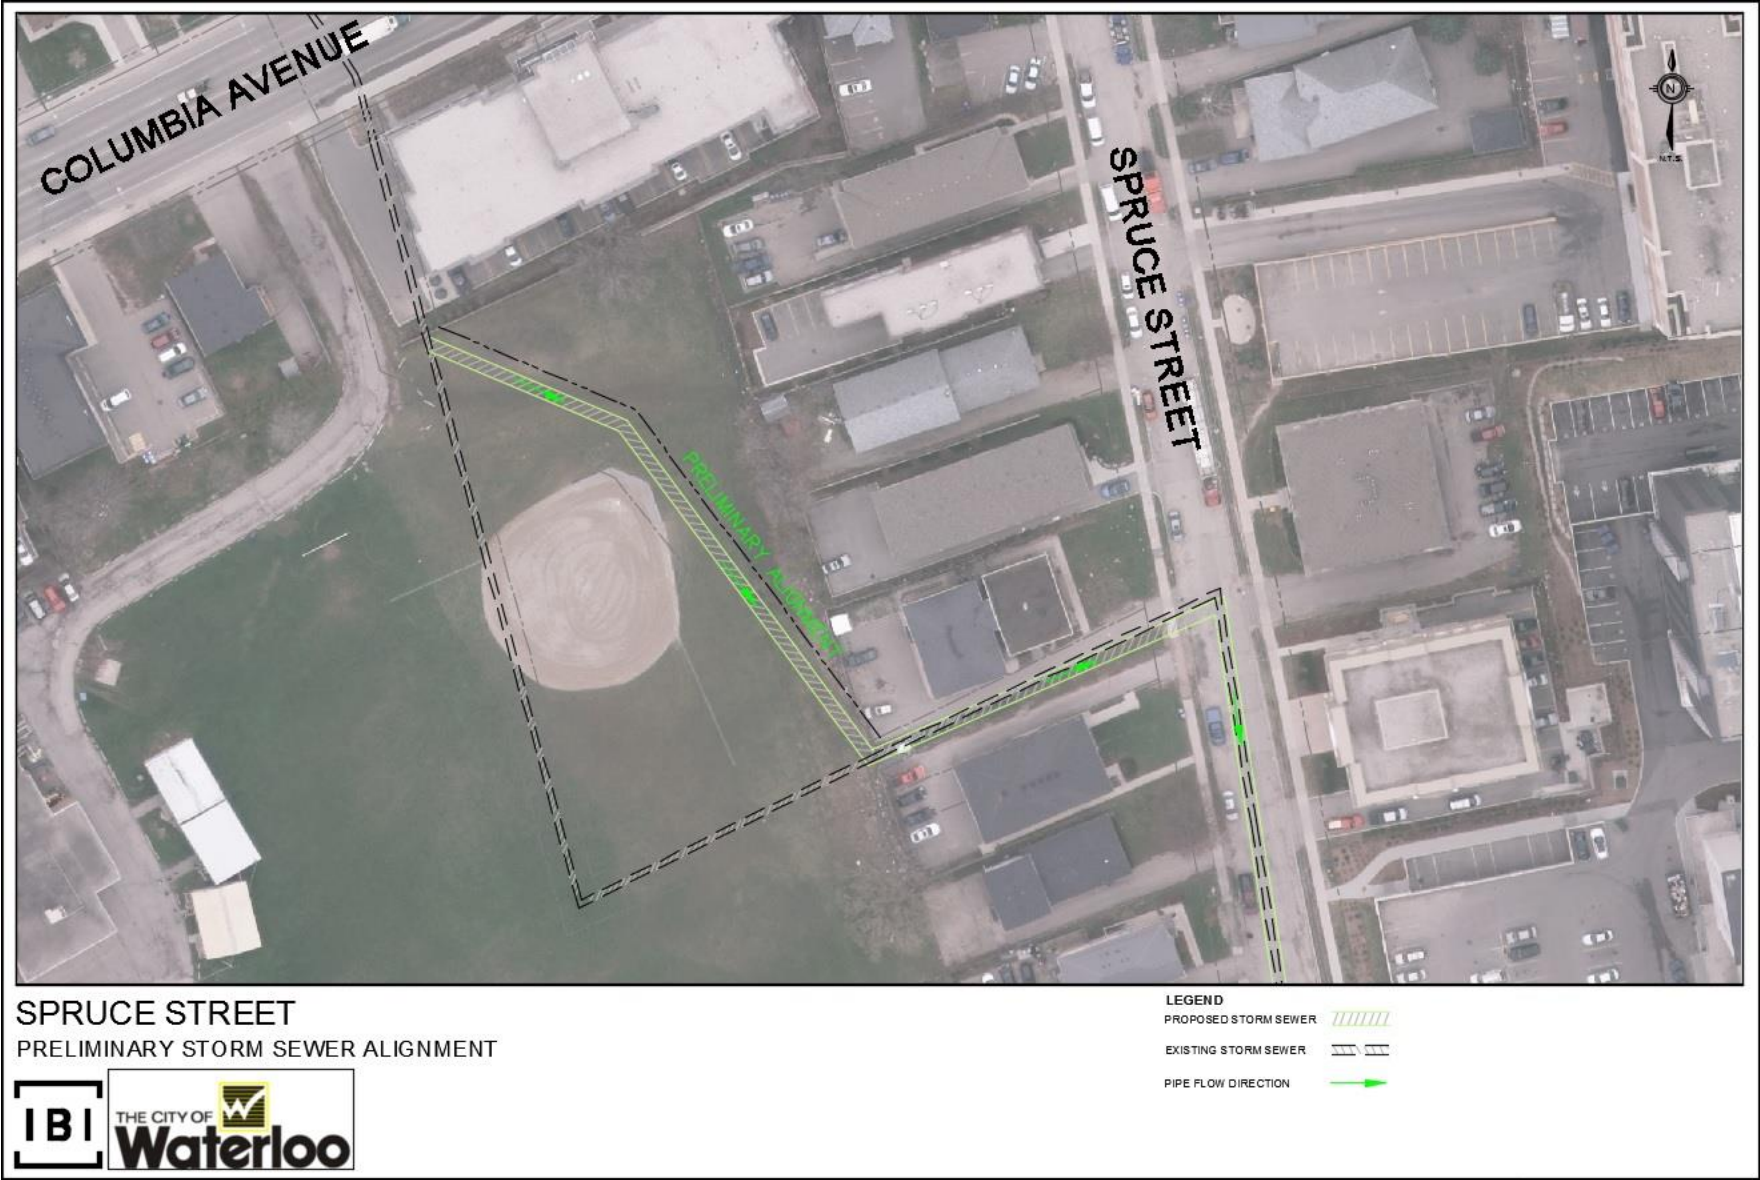 COLUMBIA AVENUE
SPRUCE STREET
N
N.T.S.
PRELIMINARY ALIGNMENT
SPRUCE STREET
PRELIMINARY STORM SEWER ALIGNMENT
IBI
THE CITY OF
Waterloo
LEGEND
PROPOSED STORM SEWER
EXISTING STORM SEWER
PIPE FLOW DIRECTION